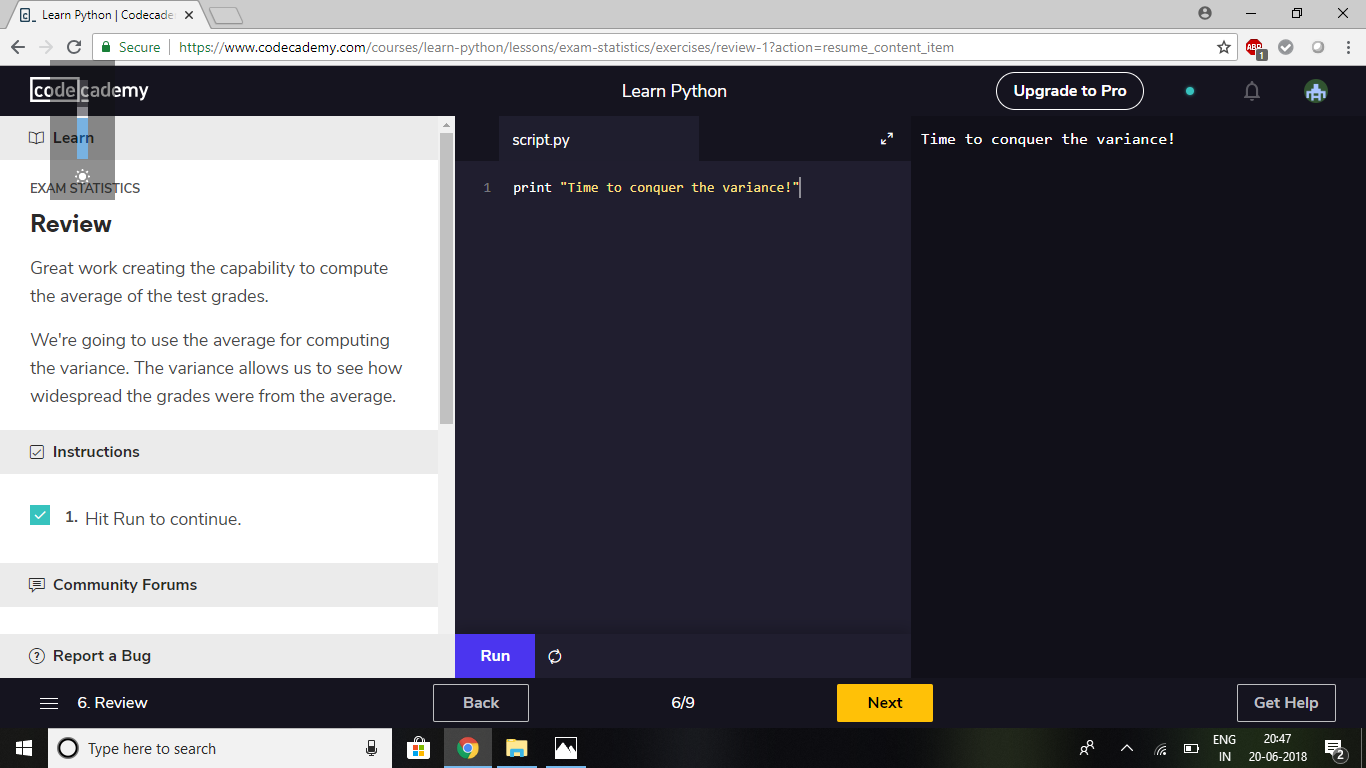 Learn Python | Codecade
Secure
https://www.codecademy.com/courses/learn-python/lessons/exam-statistics/exercises/review-1?action=resume_content_item
ABP
1
codecademy
Learn Python
Upgrade to Pro
Learn
EXAM STATISTICS
Review
Great work creating the capability to compute
the average of the test grades.
We're going to use the average for computing
the variance. The variance allows us to see how
widespread the grades were from the average.
Instructions
1. Hit Run to continue.
Community Forums
Report a Bug
script.py
1 print "Time to conquer the variance!"
Run
Time to conquer the variance!
6. Review
Back
6/9
Next
Get Help
Type here to search
ENG
IN
20:47
20-06-2018
2